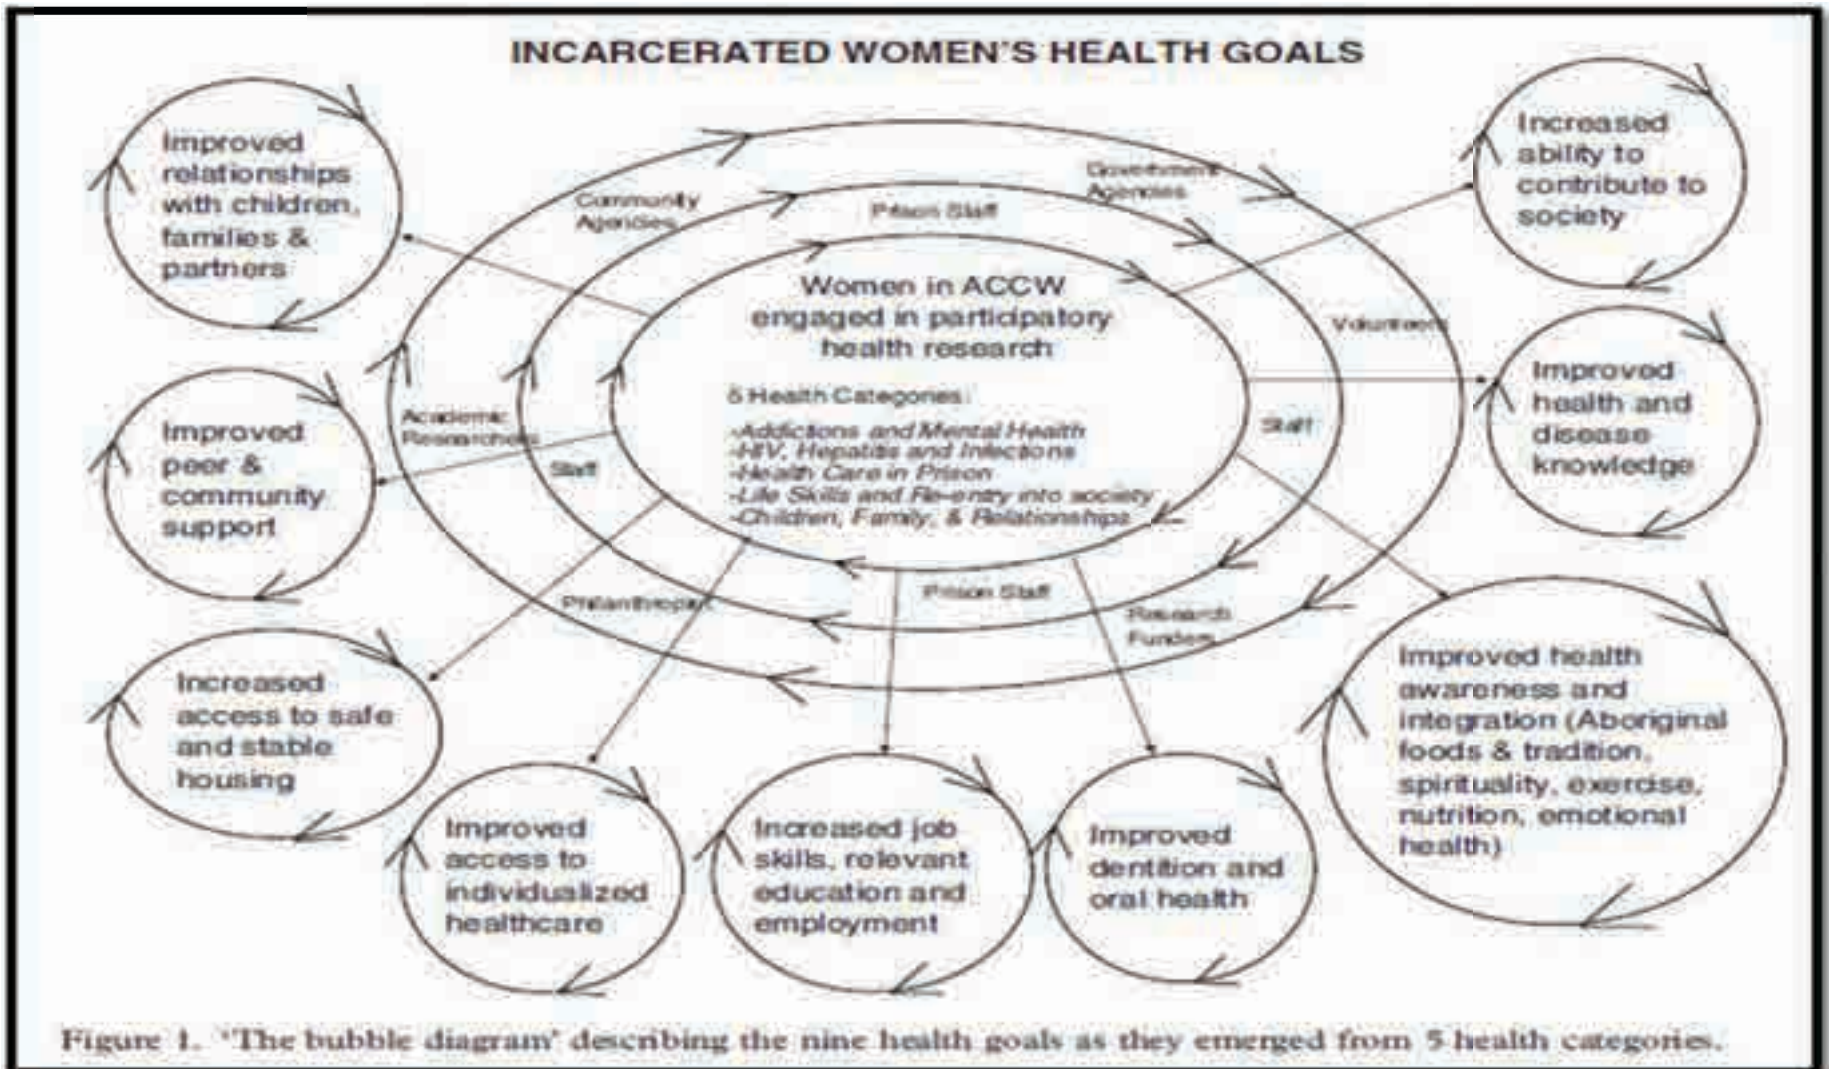 INCARCERATED WOMEN'S HEALTH GOALS
Improved
relationships
with children,
families &
partners
Increased
ability to
contribute to
society
Community
Agencies
Prison Staff
Government
Agencies
Women in ACCW
engaged in participatory
health research
5 Health Categories:
-Addictions and Mental Health
-HIV, Hepatitis and Infections
-Health Care in Prison
-Life Skills and Re-entry into society
-Children, Family, & Relationships
Volunteers
Academic
Researchers
Staff
Staff
Improved
peer &
community
support
Improved
health and
disease
knowledge
Philanthropist
Prison Staff
Research
Funders
Increased
access to safe
and stable
housing
Improved
access to
individualized
healthcare
Increased job
skills, relevant
education and
employment
Improved
dentition and
oral health
Improved health
awareness and
integration (Aboriginal
foods & tradition,
spirituality, exercise,
nutrition, emotional
health)
Figure 1. 'The bubble diagram' describing the nine health goals as they emerged from 5 health categories.